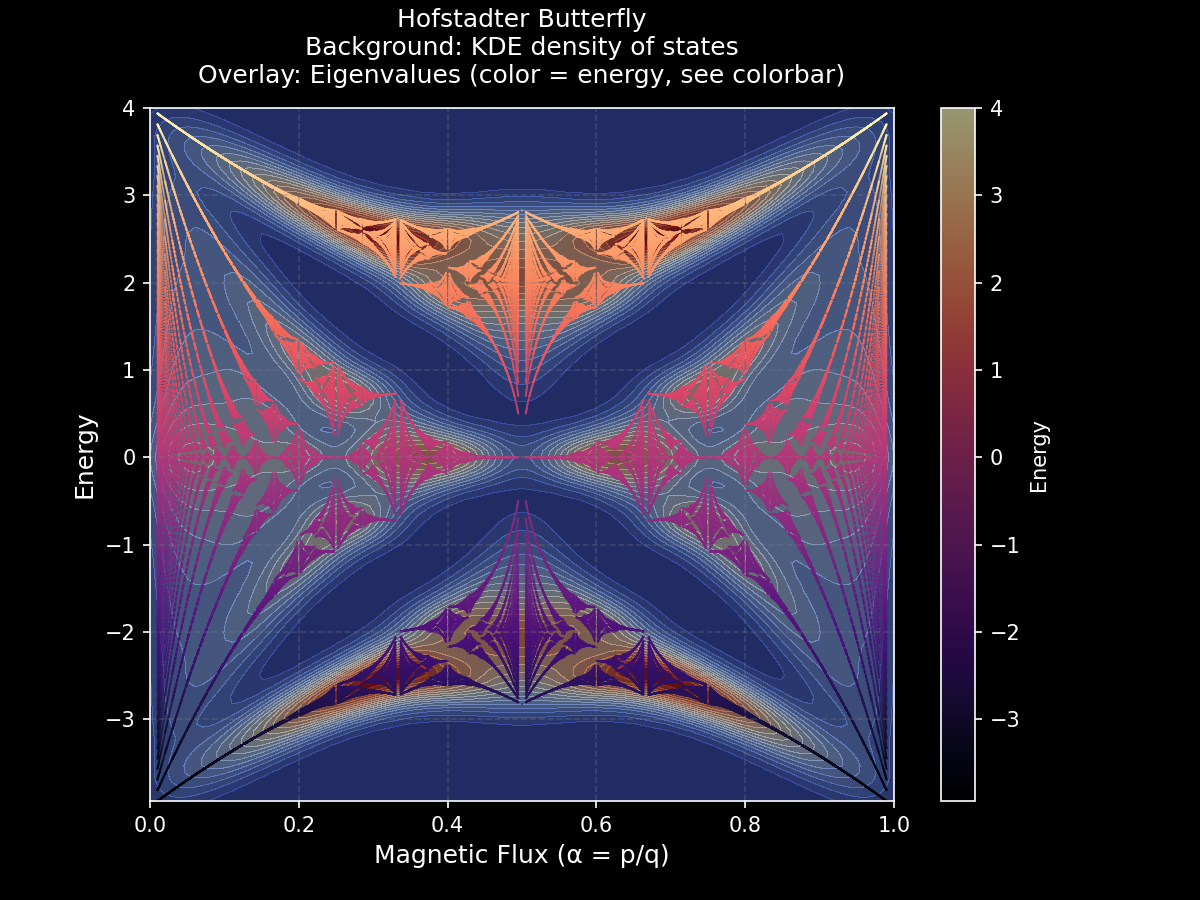 Hofstadter Butterfly
Background: KDE density of states
Overlay: Eigenvalues (color = energy, see colorbar)
4
3
2
1
0
−1
−2
−3
Energy
0.0 0.2 0.4 0.6 0.8 1.0
Magnetic Flux (α = p/q)
4
3
2
1
0
−1
−2
−3
Energy